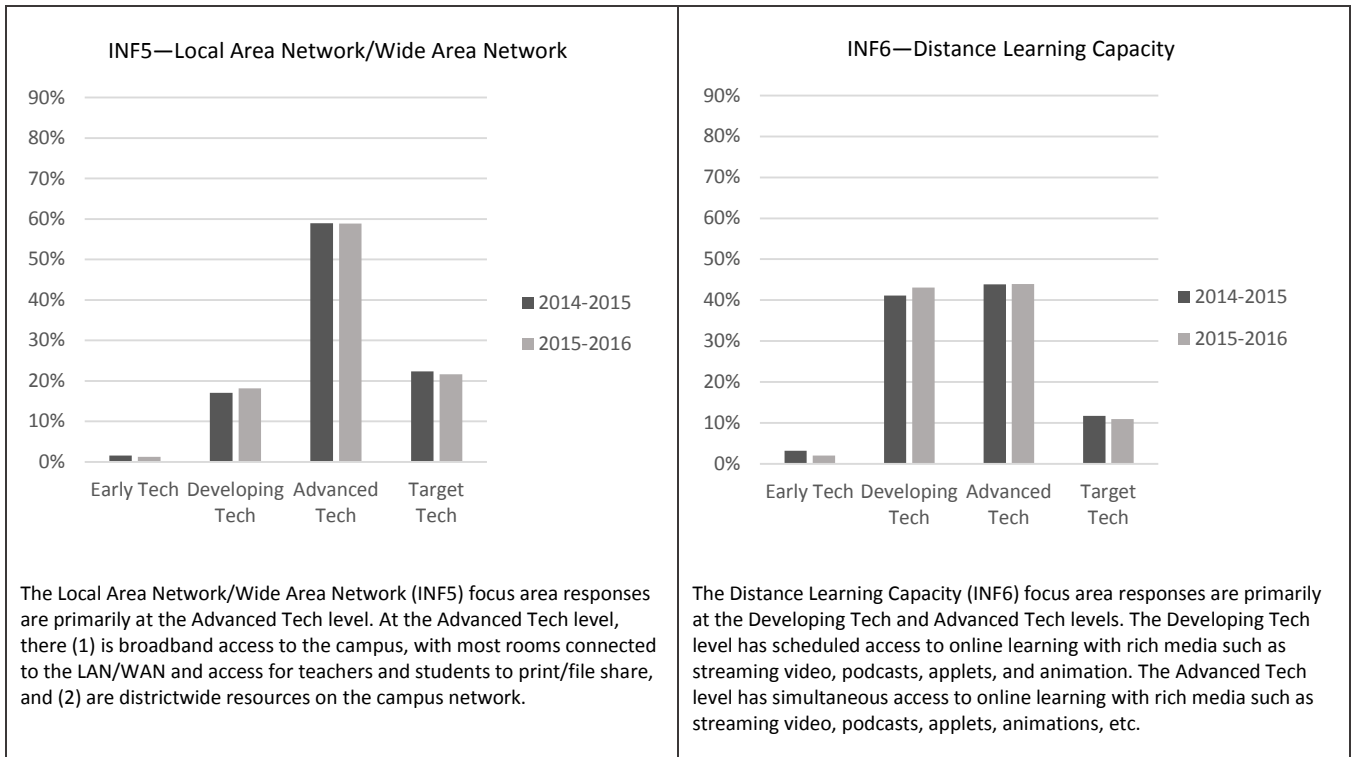 INF5—Local Area Network/Wide Area Network
90%
80%
70%
60%
50%
40%
30%
20%
10%
0%
Early Tech Developing Tech Advanced Tech Target Tech
2014-2015
2015-2016
The Local Area Network/Wide Area Network (INF5) focus area responses
are primarily at the Advanced Tech level. At the Advanced Tech level,
there (1) is broadband access to the campus, with most rooms connected
to the LAN/WAN and access for teachers and students to print/file share,
and (2) are districtwide resources on the campus network.
INF6—Distance Learning Capacity
90%
80%
70%
60%
50%
40%
30%
20%
10%
0%
Early Tech Developing Tech Advanced Tech Target Tech
2014-2015
2015-2016
The Distance Learning Capacity (INF6) focus area responses are primarily
at the Developing Tech and Advanced Tech levels. The Developing Tech
level has scheduled access to online learning with rich media such as
streaming video, podcasts, applets, and animation. The Advanced Tech
level has simultaneous access to online learning with rich media such as
streaming video, podcasts, applets, animations, etc.